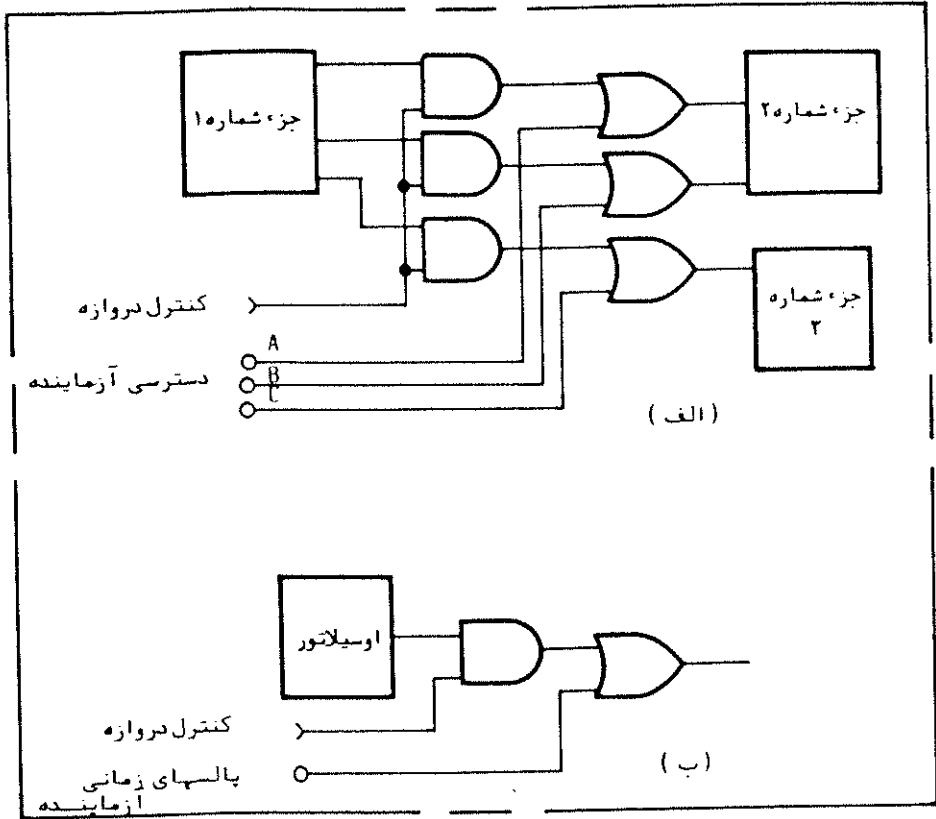 جزء شماره ۱
جزء شماره ۲
جزء شماره
۳
کنترل دروازه
A
B
C
دسترسی آزماینده
(الف)
اوسیلاتور
کنترل دروازه
پالسهای زمانی
آزماینده
(ب)